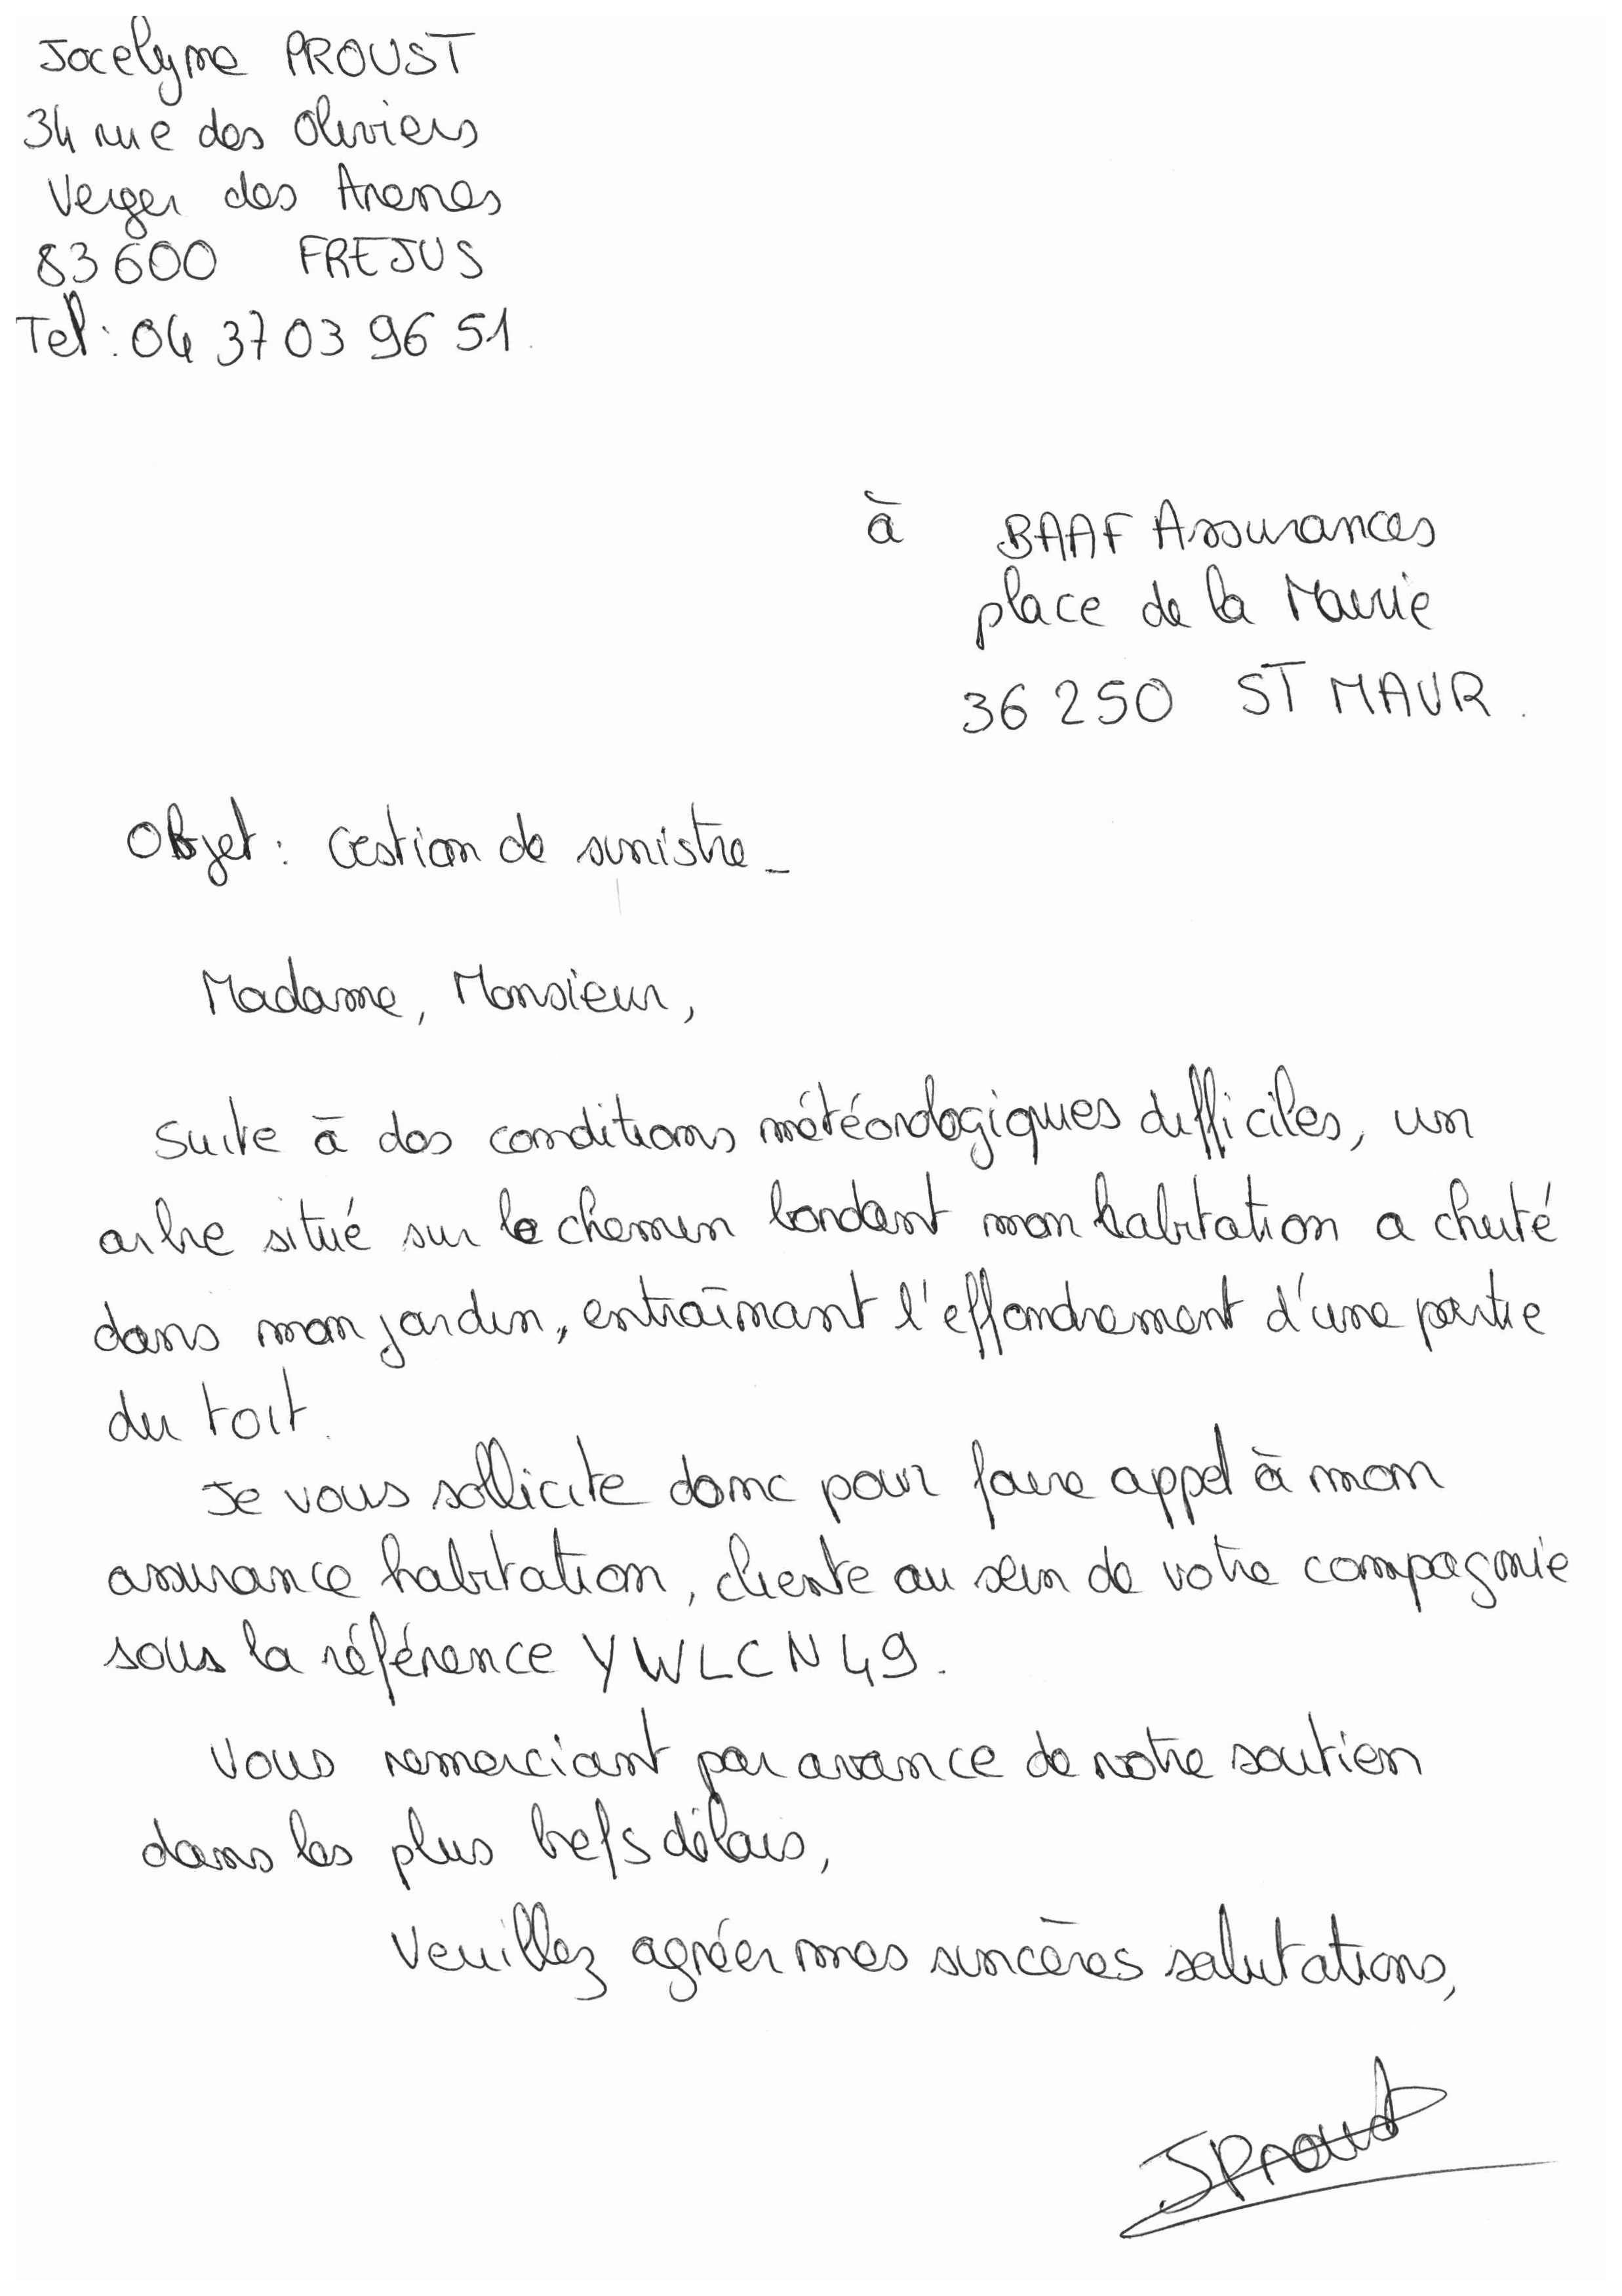 Jocelyne PROUST
34 rue des Oliviers
Verger des Arenes
83600 FREJUS
Tel : 04 37 03 96 51.
à BAAF Assurances
place de la Mairie
36250 ST MAUR.
Objet : Gestion de sinistre_
Madame, Monsieur,
Suite à des conditions météorologiques difficiles, un
arbre situé sur le chemin bordant mon habitation a chuté
dans mon jardin, entraînant l'effondrement d'une partie
du toit.
Je vous sollicite donc pour faire appel à mon
assurance habitation, cliente au sein de votre compagnie
sous la référence YWLCN49.
Vous remerciant par avance de votre soutien
dans les plus brefs délais,
Veuillez agréer mes sincères salutations,
JProust